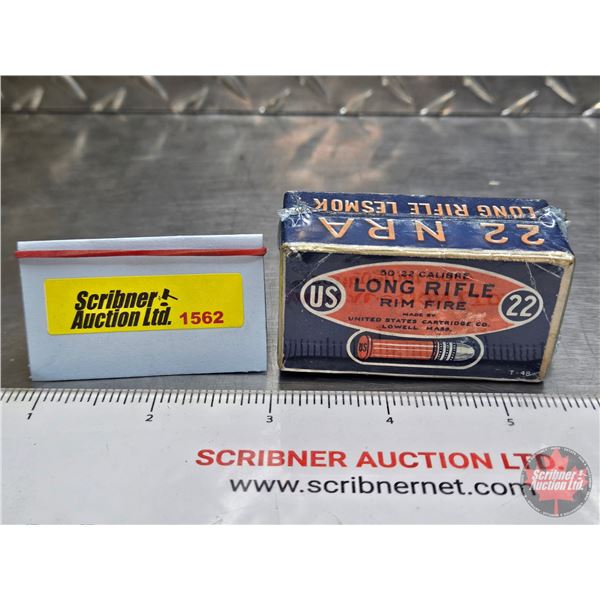 LONG RIFLE LESMOK
22 NRA
50 22 CALIBRE
LONG RIFLE
RIM FIRE
MADE BY
UNITED STATES CARTRIDGE CO.
LOWELL, MASS.
US
22
US
T-48
Scribner
Auction Ltd. 1562
1 2 3 4 5
SCRIBNER AUCTION LTD.
www.scribnernet.com
Scribner
Auction Ltd.